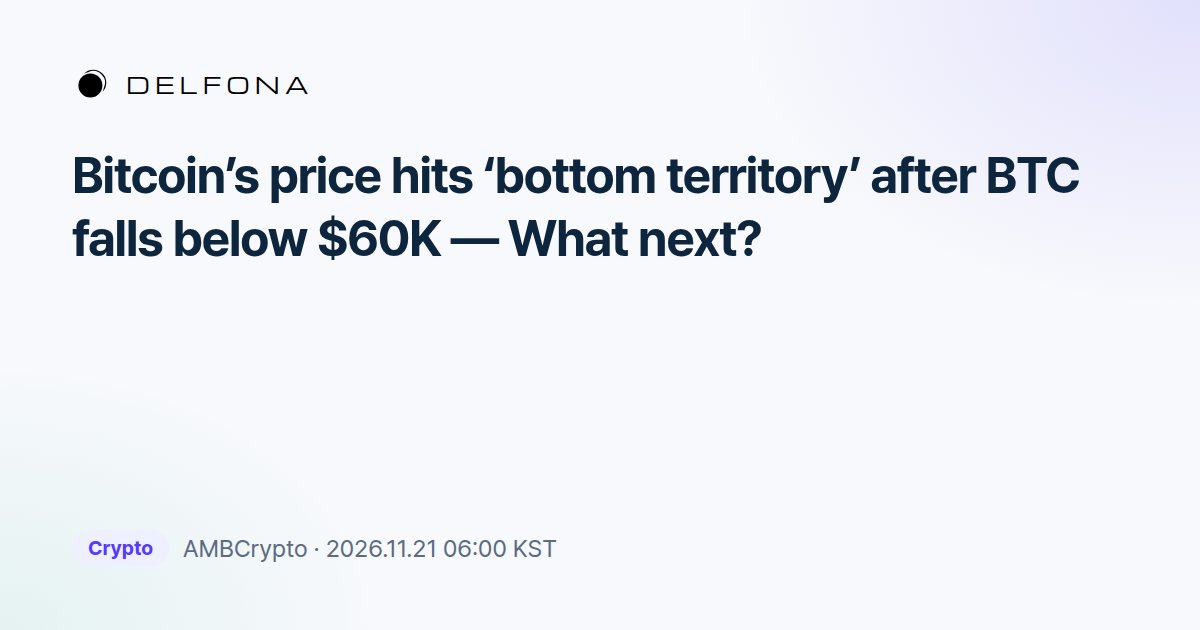 DELFONA
Bitcoin’s price hits ‘bottom territory’ after BTC
falls below $60K — What next?
Crypto AMBCrypto · 2026.11.21 06:00 KST